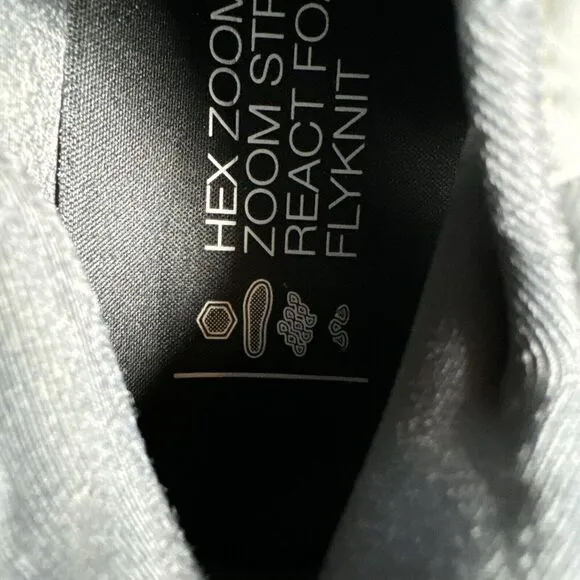 HEX ZOOM
ZOOM STR
REACT FO
FLYKNIT